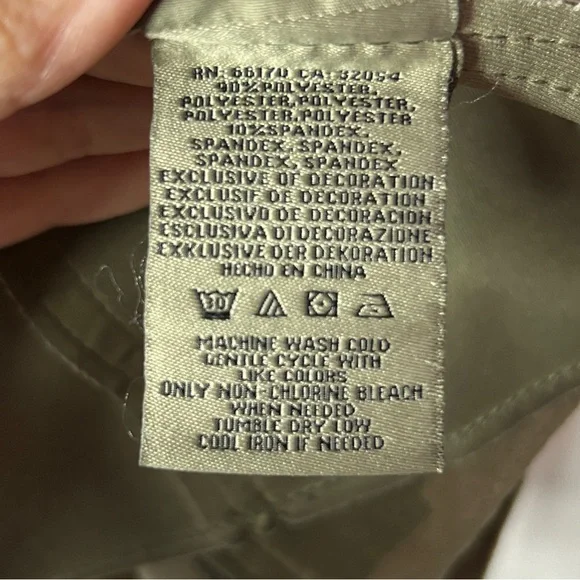 RN: 66170 CA: 32054
90%POLYESTER,
POLYESTER,POLYESTER,
POLYESTER,POLYESTER,
10%SPANDEX,
SPANDEX, SPANDEX,
SPANDEX, SPANDEX
EXCLUSIVE OF DECORATION
EXCLUSIF DE DECORATION
EXCLUSIVO DE DECORACION
ESCLUSIVA DI DECORAZIONE
EXKLUSIVE DER DEKORATION
HECHO EN CHINA
30
MACHINE WASH COLD
GENTLE CYCLE WITH
LIKE COLORS
ONLY NON-CHLORINE BLEACH
WHEN NEEDED
TUMBLE DRY LOW
COOL IRON IF NEEDED